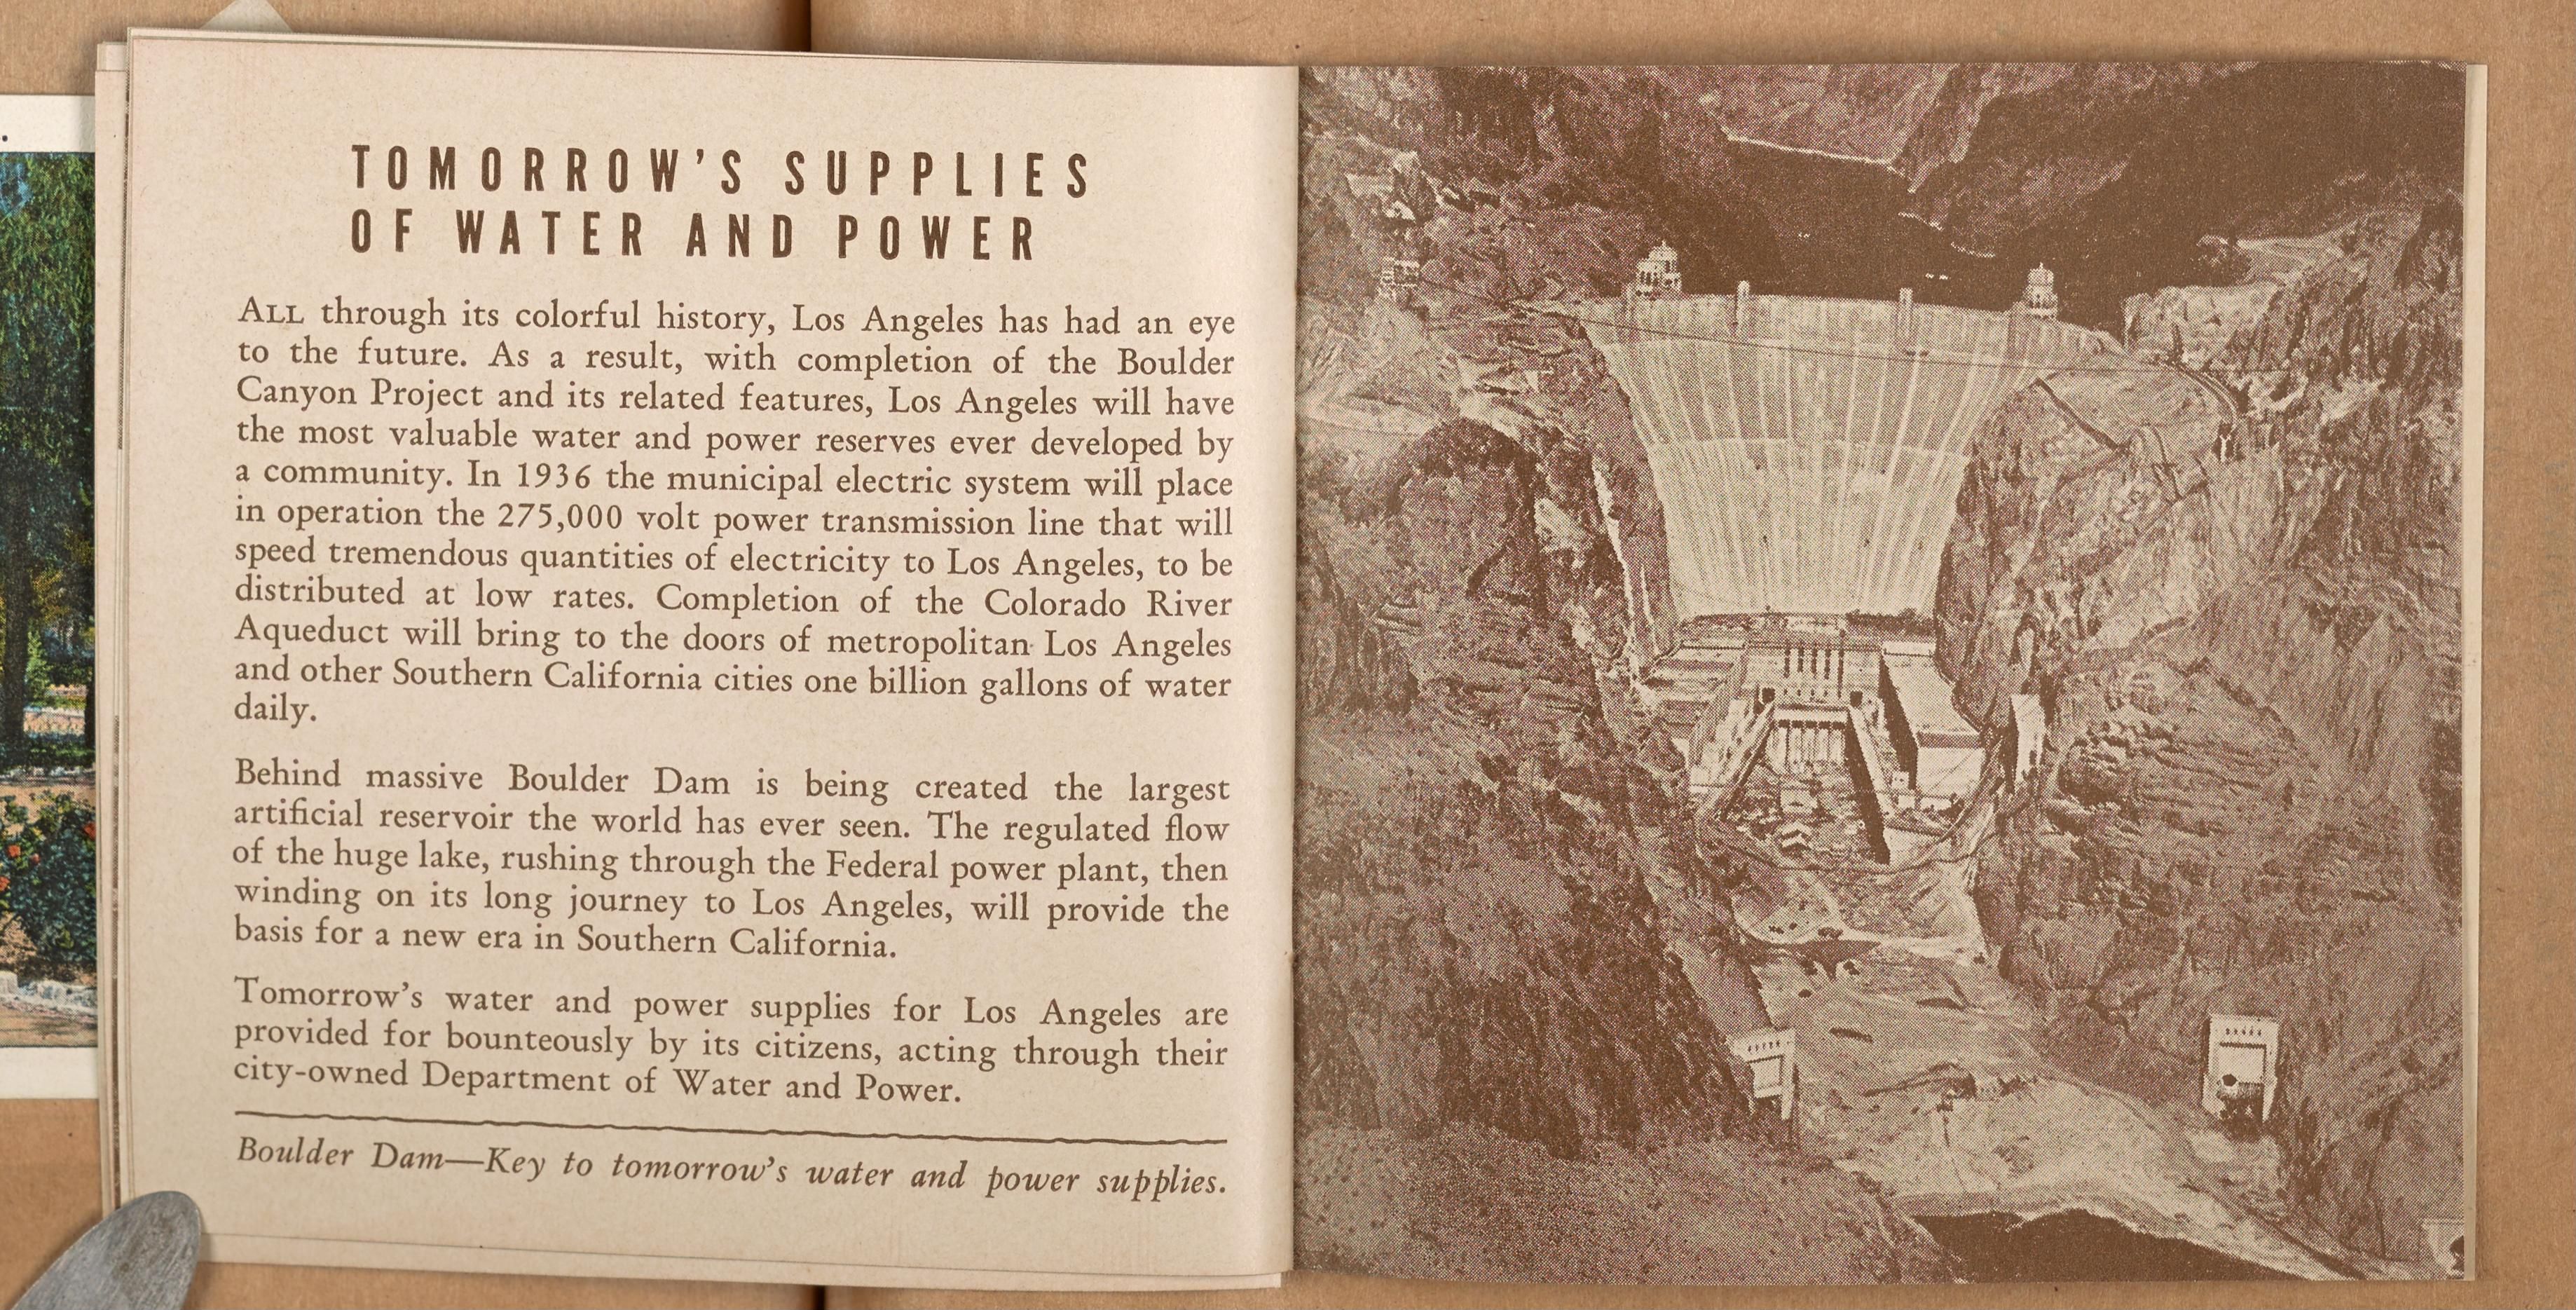 TOMORROW'S SUPPLIES
OF WATER AND POWER
ALL through its colorful history, Los Angeles has had an eye
to the future. As a result, with completion of the Boulder
Canyon Project and its related features, Los Angeles will have
the most valuable water and power reserves ever developed by
a community. In 1936 the municipal electric system will place
in operation the 275,000 volt power transmission line that will
speed tremendous quantities of electricity to Los Angeles, to be
distributed at low rates. Completion of the Colorado River
Aqueduct will bring to the doors of metropolitan Los Angeles
and other Southern California cities one billion gallons of water
daily.
Behind massive Boulder Dam is being created the largest
artificial reservoir the world has ever seen. The regulated flow
of the huge lake, rushing through the Federal power plant, then
winding on its long journey to Los Angeles, will provide the
basis for a new era in Southern California.
Tomorrow's water and power supplies for Los Angeles are
provided for bounteously by its citizens, acting through their
city-owned Department of Water and Power.
Boulder Dam—Key to tomorrow's water and power supplies.